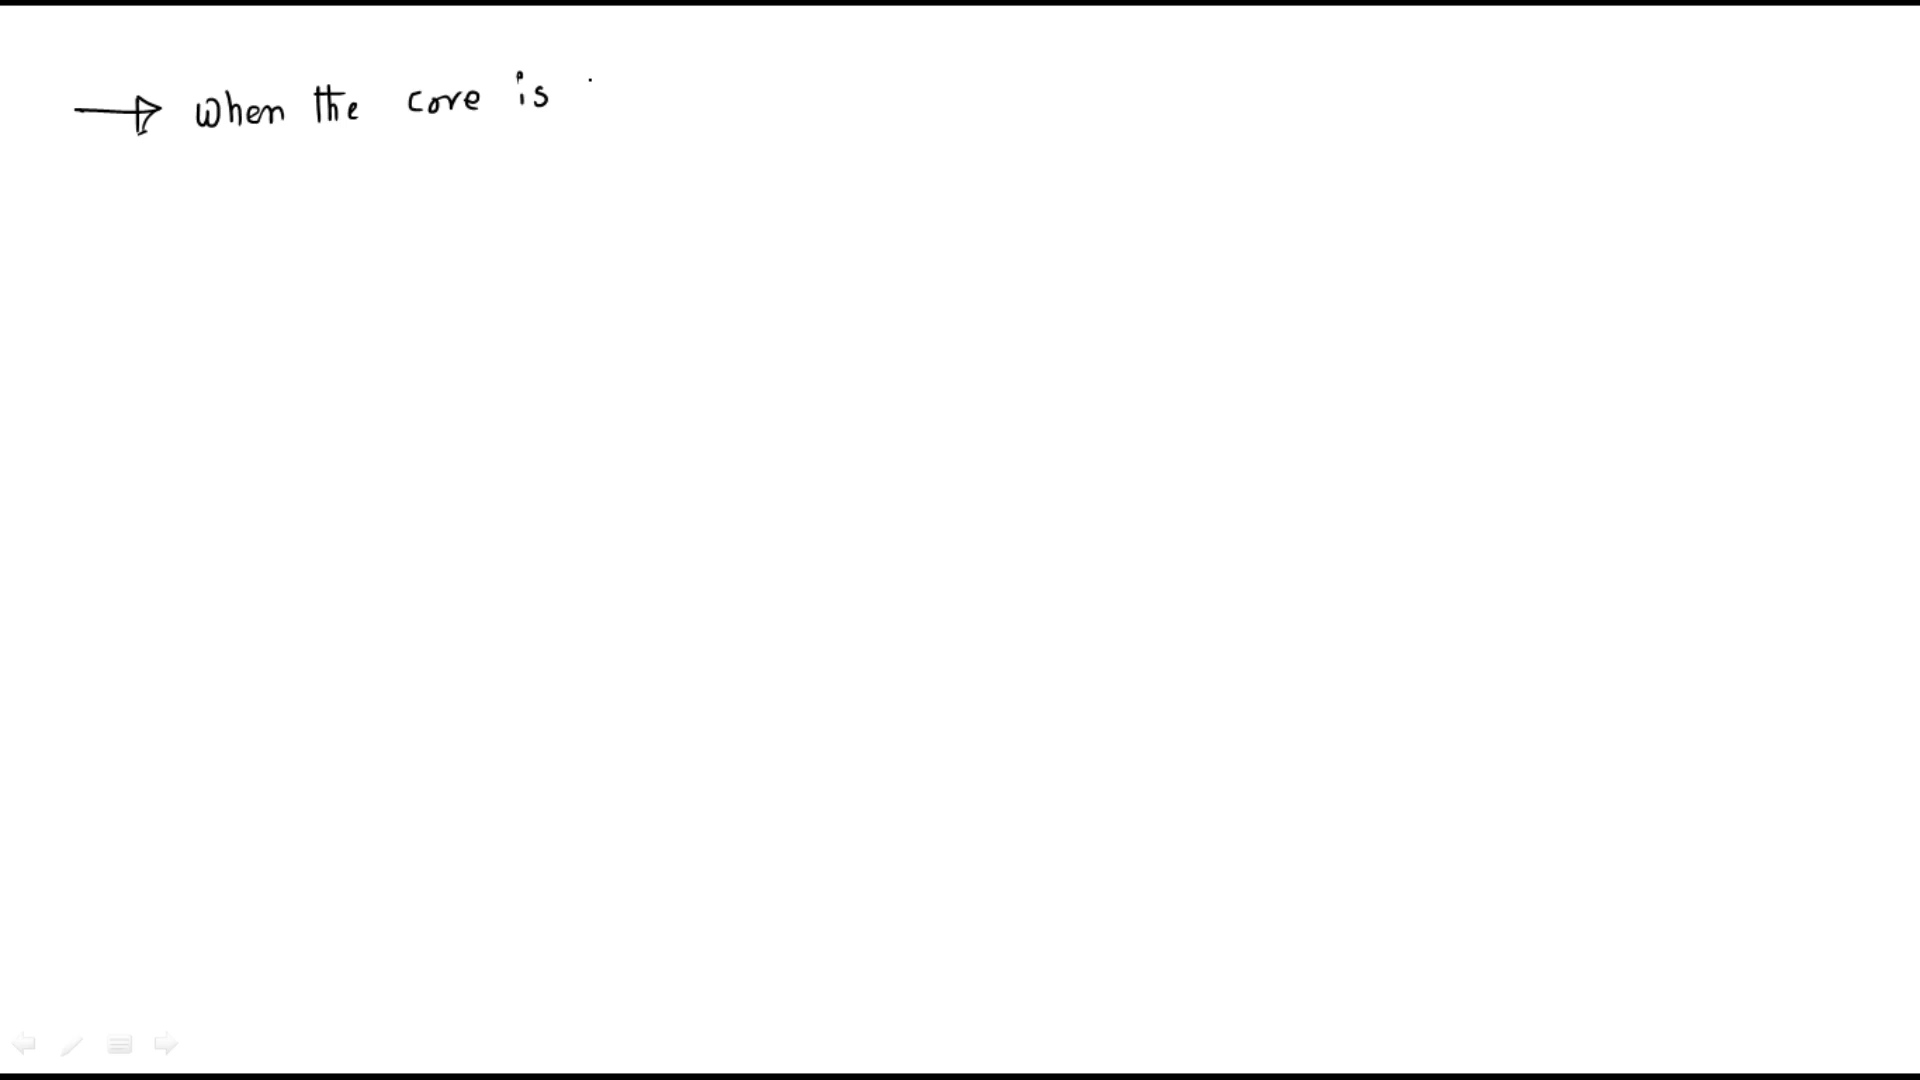 → when the core is